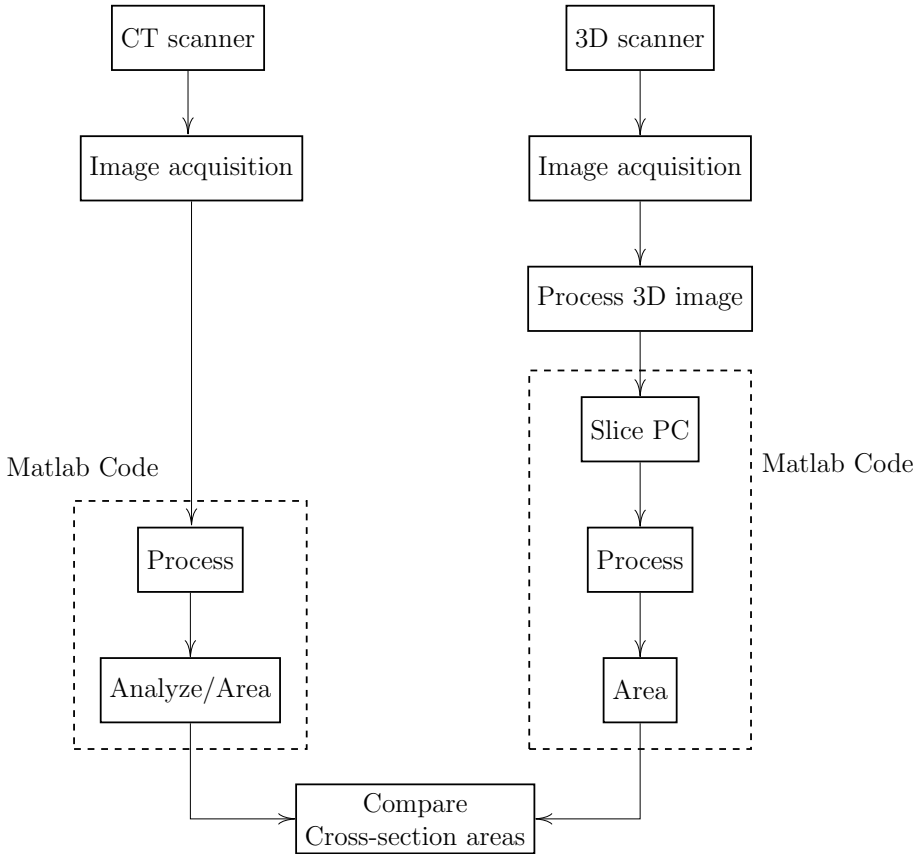 CT scanner
3D scanner
Image acquisition
Image acquisition
Process 3D image
Slice PC
Matlab Code
Matlab Code
Process
Process
Analyze/Area
Area
Compare
Cross-section areas